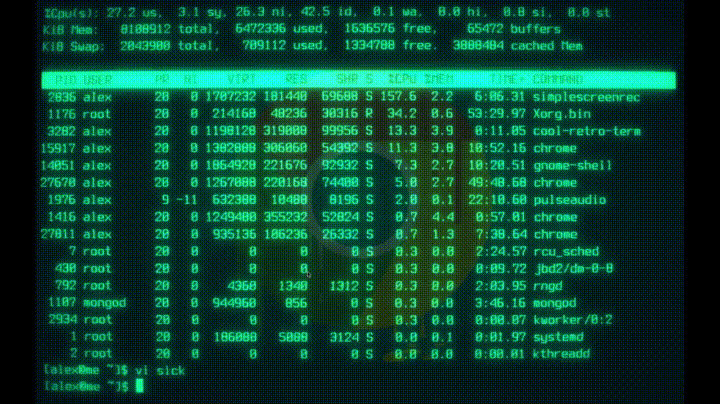 %Cpu(s): 27.2 us,  3.1 sy, 26.3 ni, 42.5 id,  0.1 wa,  0.0 hi,  0.8 si,  0.0 st
KiB Mem:   8108912 total,  6472336 used,  1636576 free,    65472 buffers
KiB Swap:  2043900 total,   709112 used,  1334788 free,  3888484 cached Mem
PID USER PR NI VIRT RES SHR S %CPU %MEM TIME+ COMMAND
2836 alex 20 0 1707232 181440 69688 S 157.6 2.2 6:06.31 simplescreenrec
1176 root 20 0 214160 48236 30316 R 34.2 0.6 53:29.97 Xorg.bin
3282 alex 20 0 1198120 319008 99956 S 13.3 3.9 0:11.05 cool-retro-term
15917 alex 20 0 1302888 306060 54392 S 11.3 3.8 10:52.16 chrome
14051 alex 20 0 1864920 221676 92932 S 7.3 2.7 10:20.51 gnome-shell
27670 alex 20 0 1267088 220168 74480 S 5.0 2.7 49:48.60 chrome
1976 alex 9 -11 632308 10480 8196 S 2.0 0.1 22:10.60 pulseaudio
1416 alex 20 0 1249480 355232 52824 S 0.7 4.4 0:57.01 chrome
27011 alex 20 0 935136 106236 26332 S 0.7 1.3 7:38.64 chrome
7 root 20 0 0 0 0 S 0.3 0.0 2:24.57 rcu_sched
430 root 20 0 0 0 0 S 0.3 0.0 0:09.72 jbd2/dm-0-8
792 root 20 0 4360 1340 1312 S 0.3 0.0 2:03.95 rngd
1107 mongod 20 0 944960 856 0 S 0.3 0.0 3:46.16 mongod
2934 root 20 0 0 0 0 S 0.3 0.0 0:00.07 kworker/0:2
1 root 20 0 186008 5088 3124 S 0.0 0.1 0:01.97 systemd
2 root 20 0 0 0 0 S 0.0 0.0 0:00.01 kthreadd
[alex@me ~]$ vi sick
[alex@me ~]$